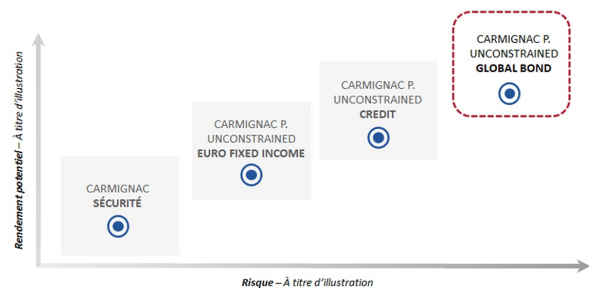 CARMIGNAC P.
UNCONSTRAINED
GLOBAL BOND
CARMIGNAC P.
UNCONSTRAINED
CREDIT
CARMIGNAC P.
UNCONSTRAINED
EURO FIXED INCOME
CARMIGNAC
SÉCURITÉ
Rendement potentiel – À titre d'illustration
Risque – À titre d'illustration